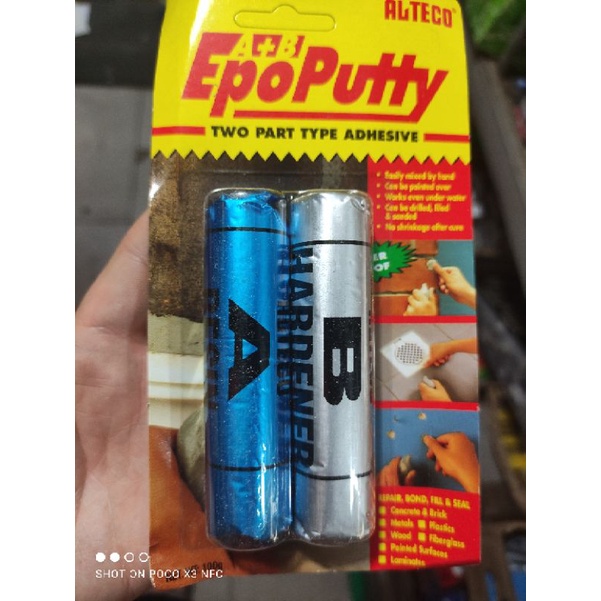 ALTECO
A+B
EpoPutty
TWO PART TYPE ADHESIVE
• Easily mixed by hand
• Can be painted over
• Works even under water
• Can be drilled, filed
& sanded
• No shrinkage after cure
A
B
HARDENER
REPAIR, BOND, FILL & SEAL
Concrete & Brick
Metals Plastics
Wood Fiberglass
Painted Surfaces
Laminates
100g
SHOT ON POCO X3 NFC